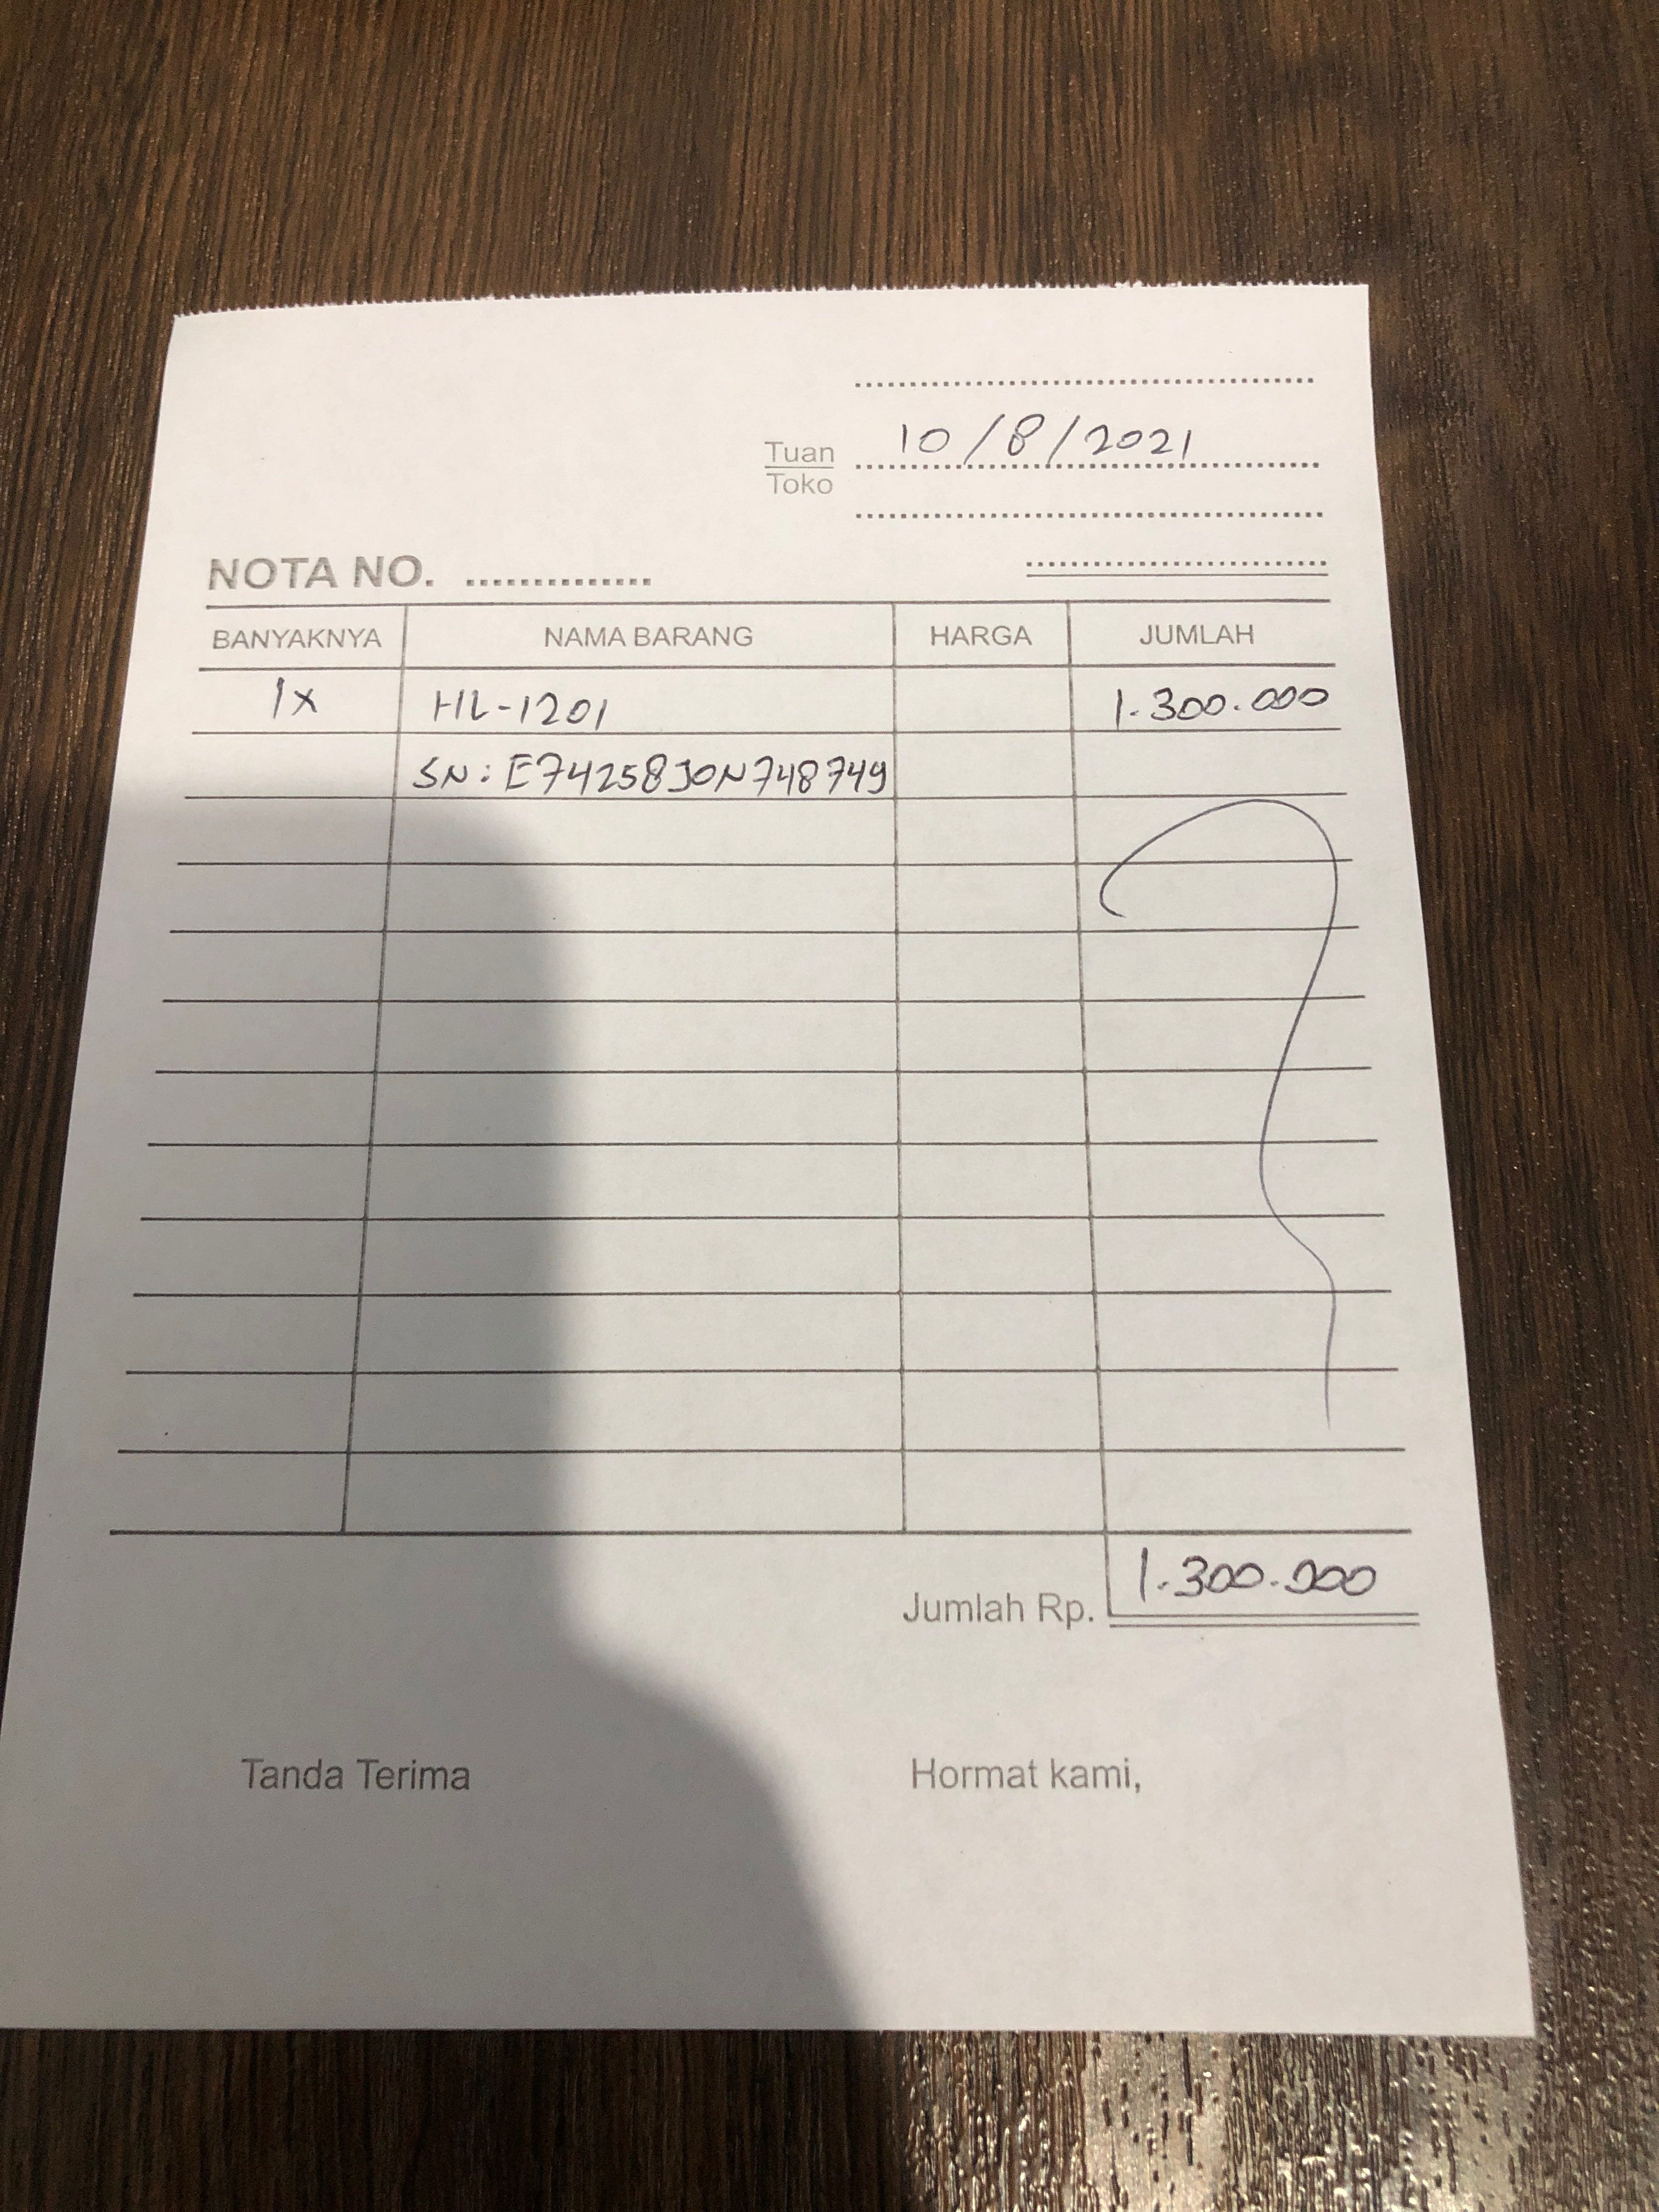 10/8/2021
Tuan
Toko
NOTA NO. ..............
BANYAKNYA NAMA BARANG HARGA JUMLAH
1x HL-1201 1.300.000
SN: E74258J0N748749
Jumlah Rp. 1.300.000
Tanda Terima Hormat kami,